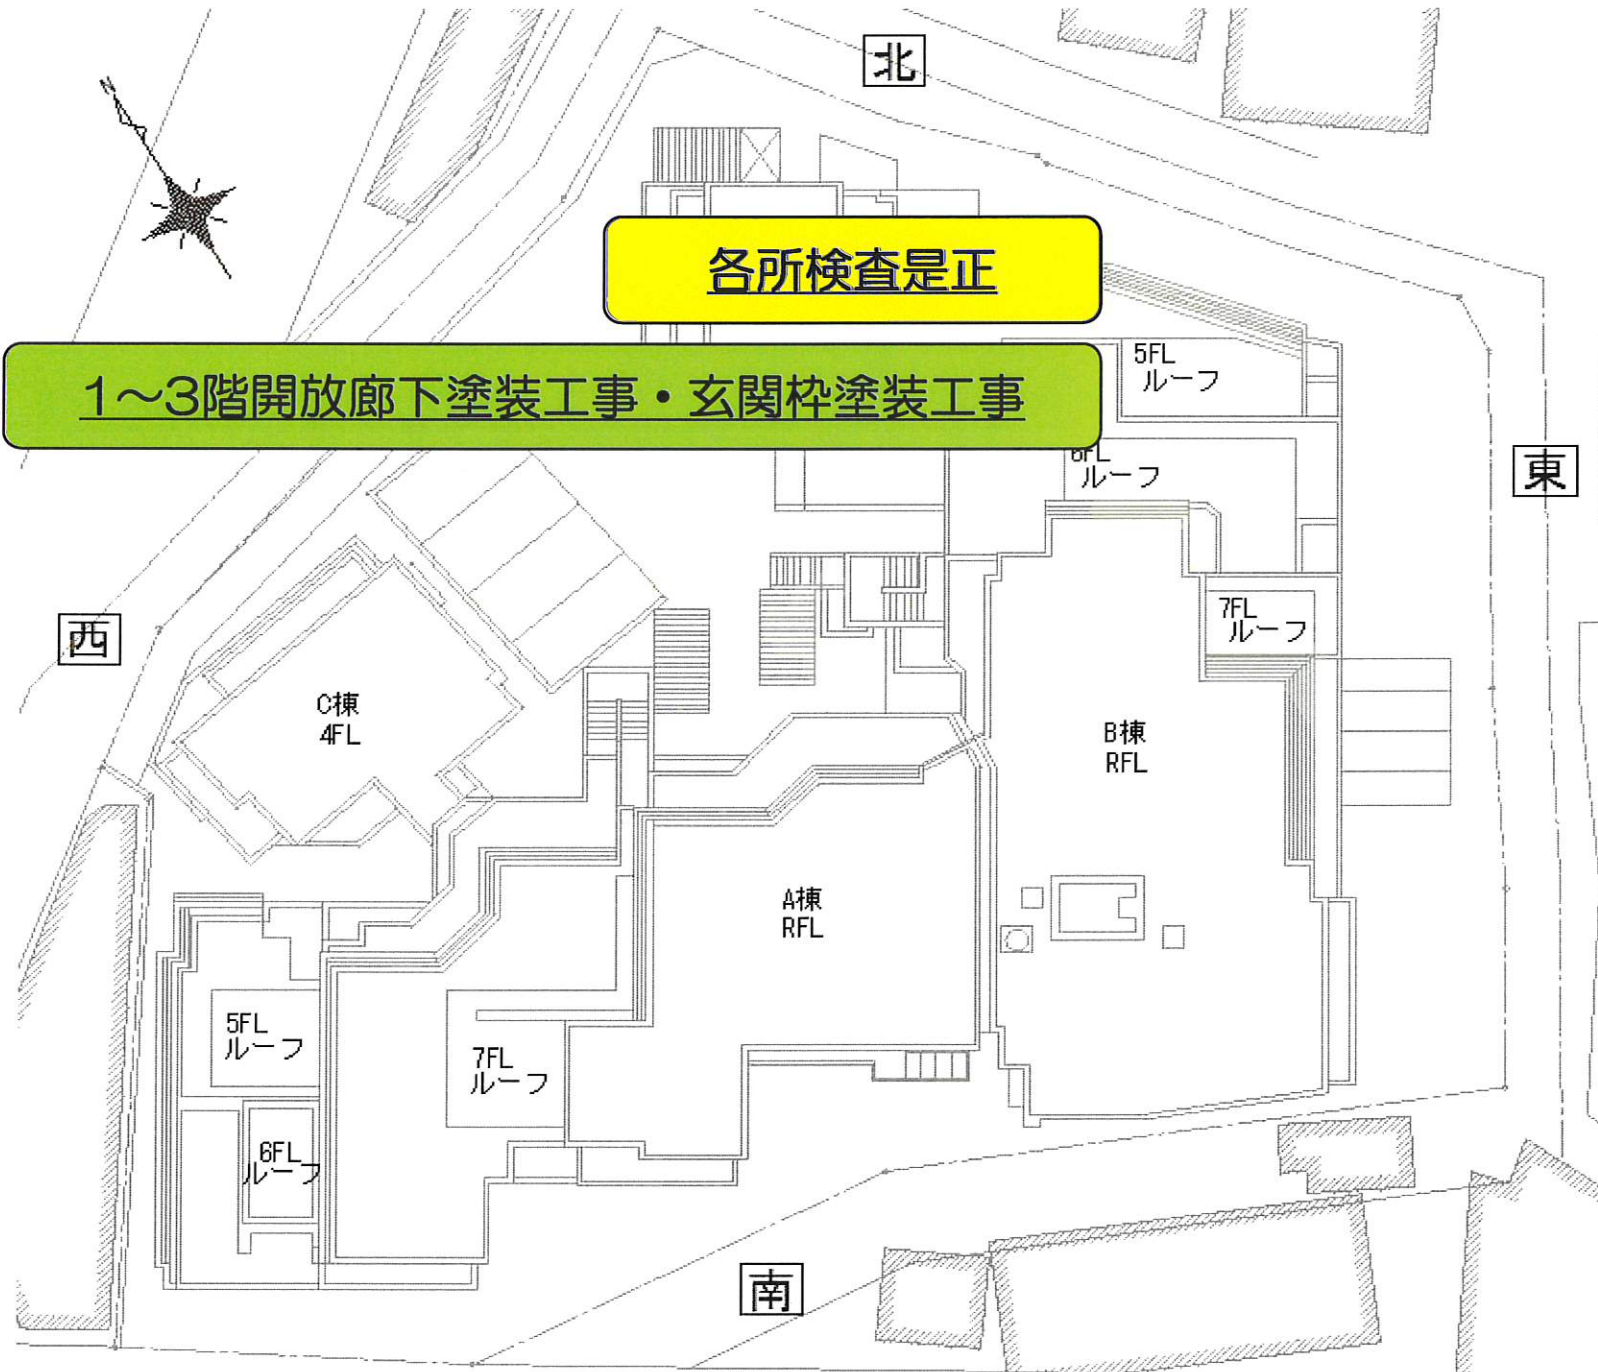 北
N
各所検査是正
5FL
ルーフ
1～3階開放廊下塗装工事・玄関枠塗装工事
6FL
ルーフ
東
西
7FL
ルーフ
C棟
4FL
B棟
RFL
A棟
RFL
5FL
ルーフ
7FL
ルーフ
6FL
ルーフ
南